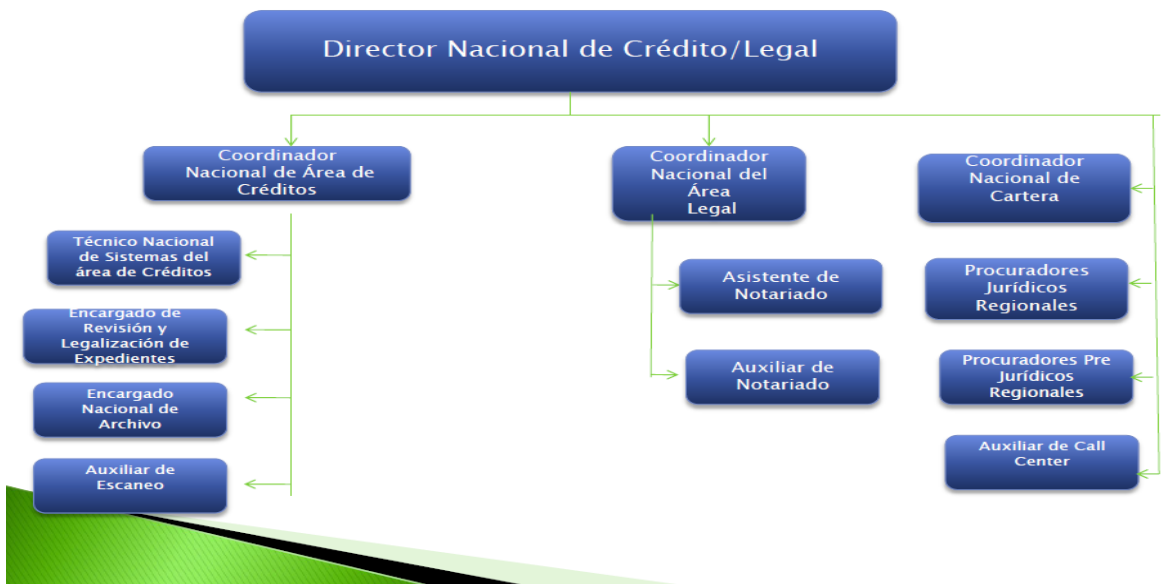 Director Nacional de Crédito/Legal
Coordinador
Nacional de Área de
Créditos
Técnico Nacional
de Sistemas del
área de Créditos
Encargado de
Revisión y
Legalización de
Expedientes
Encargado
Nacional de
Archivo
Auxiliar de
Escaneo
Coordinador
Nacional del
Área
Legal
Asistente de
Notariado
Auxiliar de
Notariado
Coordinador
Nacional de
Cartera
Procuradores
Jurídicos
Regionales
Procuradores Pre
Jurídicos
Regionales
Auxiliar de Call
Center